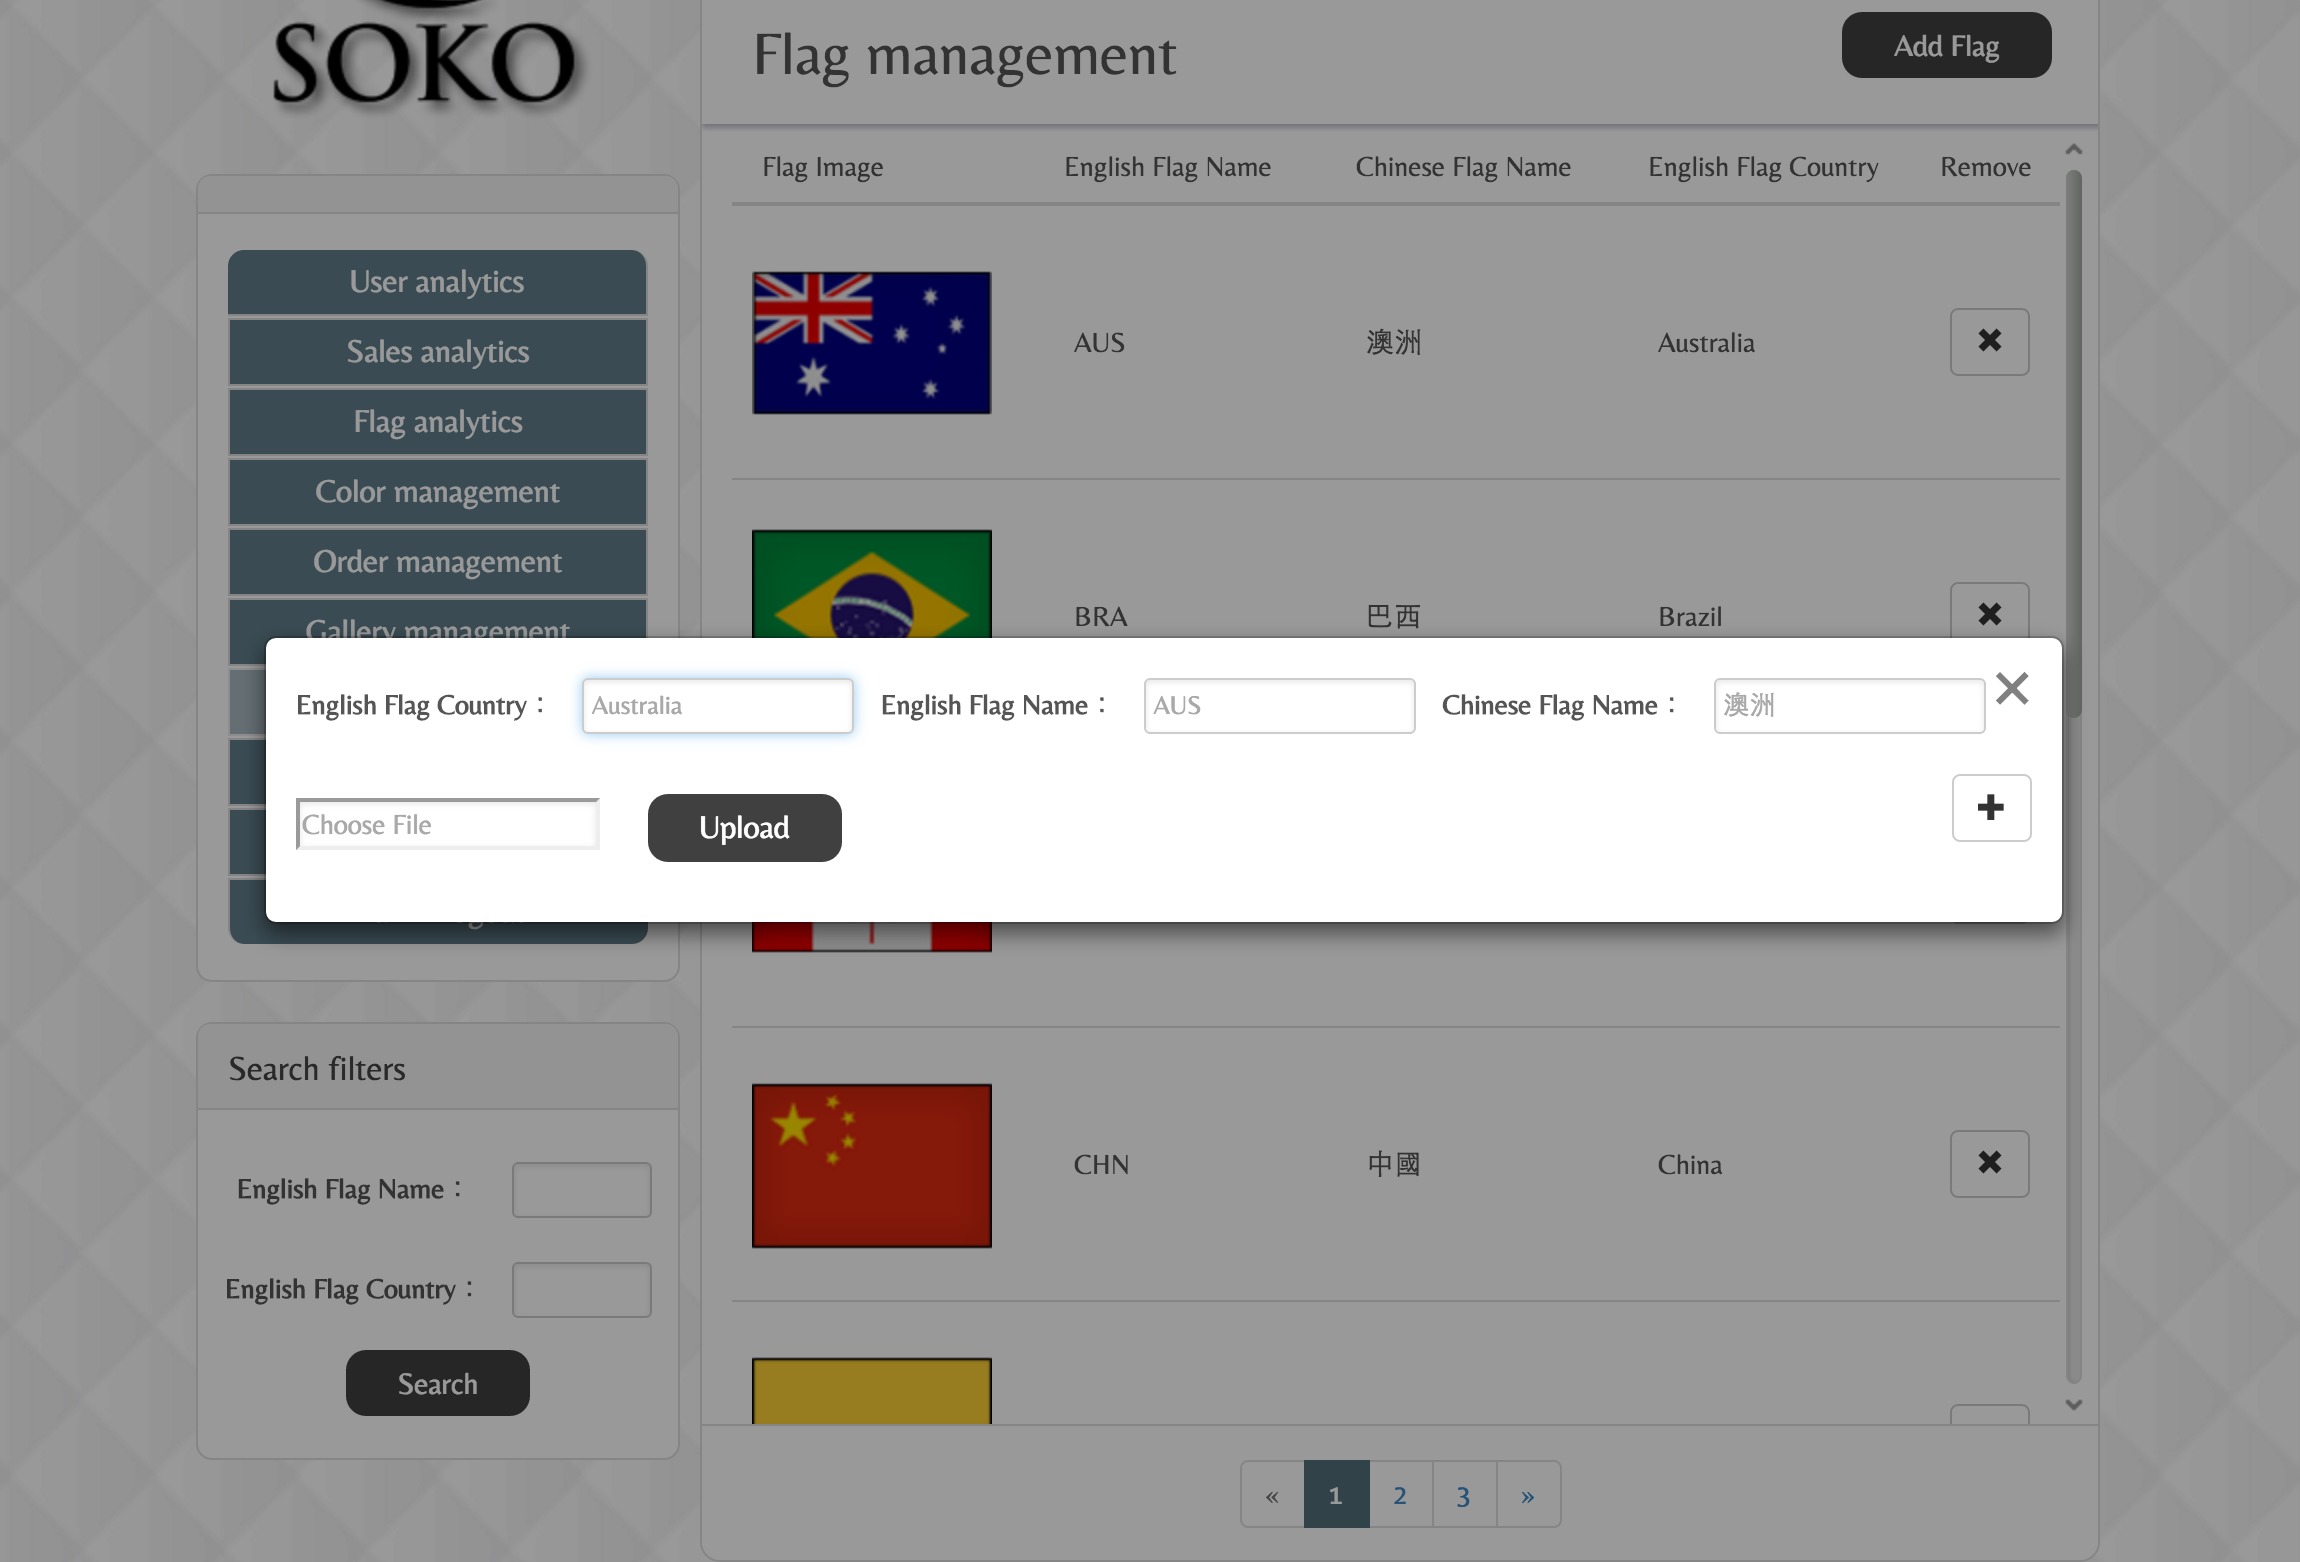 SOKO
Flag management
Add Flag
Flag Image English Flag Name Chinese Flag Name English Flag Country Remove
User analytics
Sales analytics
Flag analytics
Color management
Order management
Gallery management
AUS 澳洲 Australia
BRA 巴西 Brazil
English Flag Country： Australia English Flag Name： AUS Chinese Flag Name： 澳洲
Choose File Upload
CHN 中國 China
Search filters
English Flag Name：
English Flag Country：
Search
« 1 2 3 »